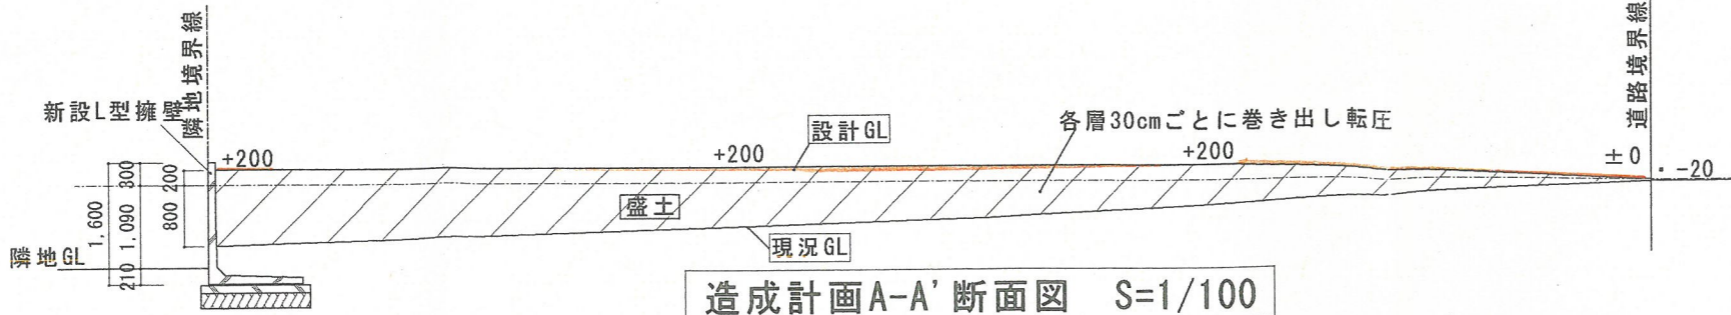 隣地境界線
道路境界線
新設L型擁壁
設計GL
各層30cmごとに巻き出し転圧
+200
+200
+200
±0
-20
300
200
1,600
1,090
800
210
盛土
現況GL
隣地GL
造成計画A-A'断面図 S=1/100